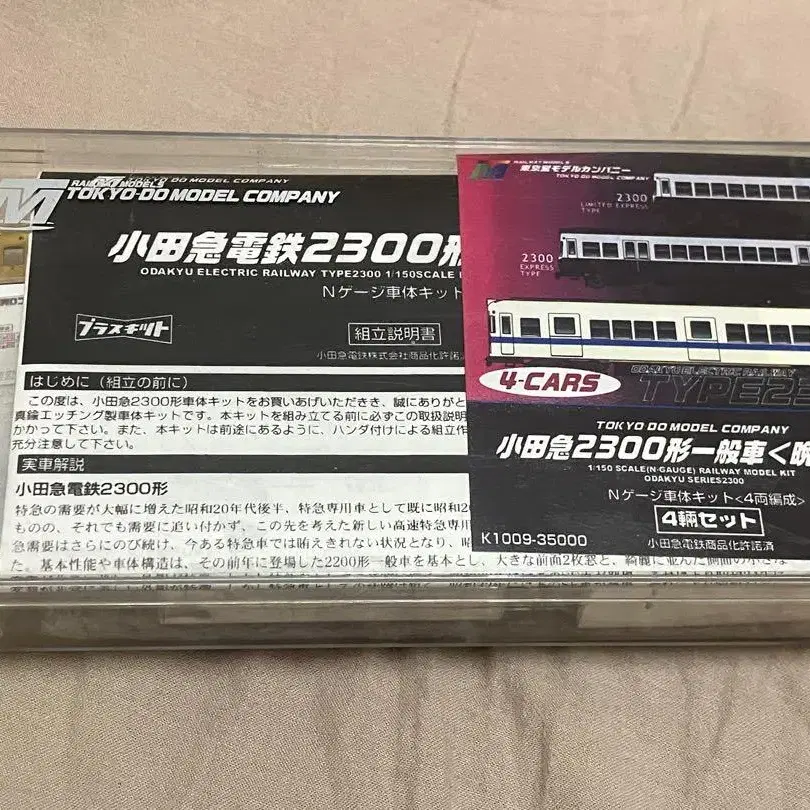 RAILWAY MODELS
TOKYO-DO MODEL COMPANY
TOKYO-DO MODEL COMPANY
小田急電鉄2300形
ODAKYU ELECTRIC RAILWAY TYPE2300 1/150SCALE
Nゲージ車体キット
プラスキット
組立説明書
小田急電鉄株式会社商品化許諾済
はじめに(組立の前に)
この度は、小田急2300形車体キットをお買いあげいただきき、誠にありがと
真鍮エッチング製車体キットです。本キットを組み立てる前に必ずこの取扱説明
かかって下さい。また、本キットは前途にあるように、ハンダ付けによる組立作
充分注意して下さい。
実車解説
小田急電鉄2300形
特急の需要が大幅に増えた昭和20年代後半、特急専用車として既に昭和2
ものの、それでも需要に追い付かず、この先を考えた新しい高速特急専用
急需要はさらにのび続け、今ある特急車では賄えきれない状況となり、昭
た。基本性能や車体構造は、その前年に登場した2200形一般車を基本とし、大きな前面2枚窓と、綺麗に並んだ側面の小さな
RAILWAY MODELS
東京堂モデルカンパニー
TOKYO-DO MODEL COMPANY
2300
LIMITED EXPRESS
TYPE
2300
EXPRESS
TYPE
4-CARS
ODAKYU ELECTRIC RAILWAY
TYPE23
TOKYO-DO MODEL COMPANY
小田急2300形一般車<晩
1/150 SCALE(N-GAUGE) RAILWAY MODEL KIT
ODAKYU SERIES2300
Nゲージ車体キット<4両編成>
4輌セット
K1009-35000
小田急電鉄商品化許諾済